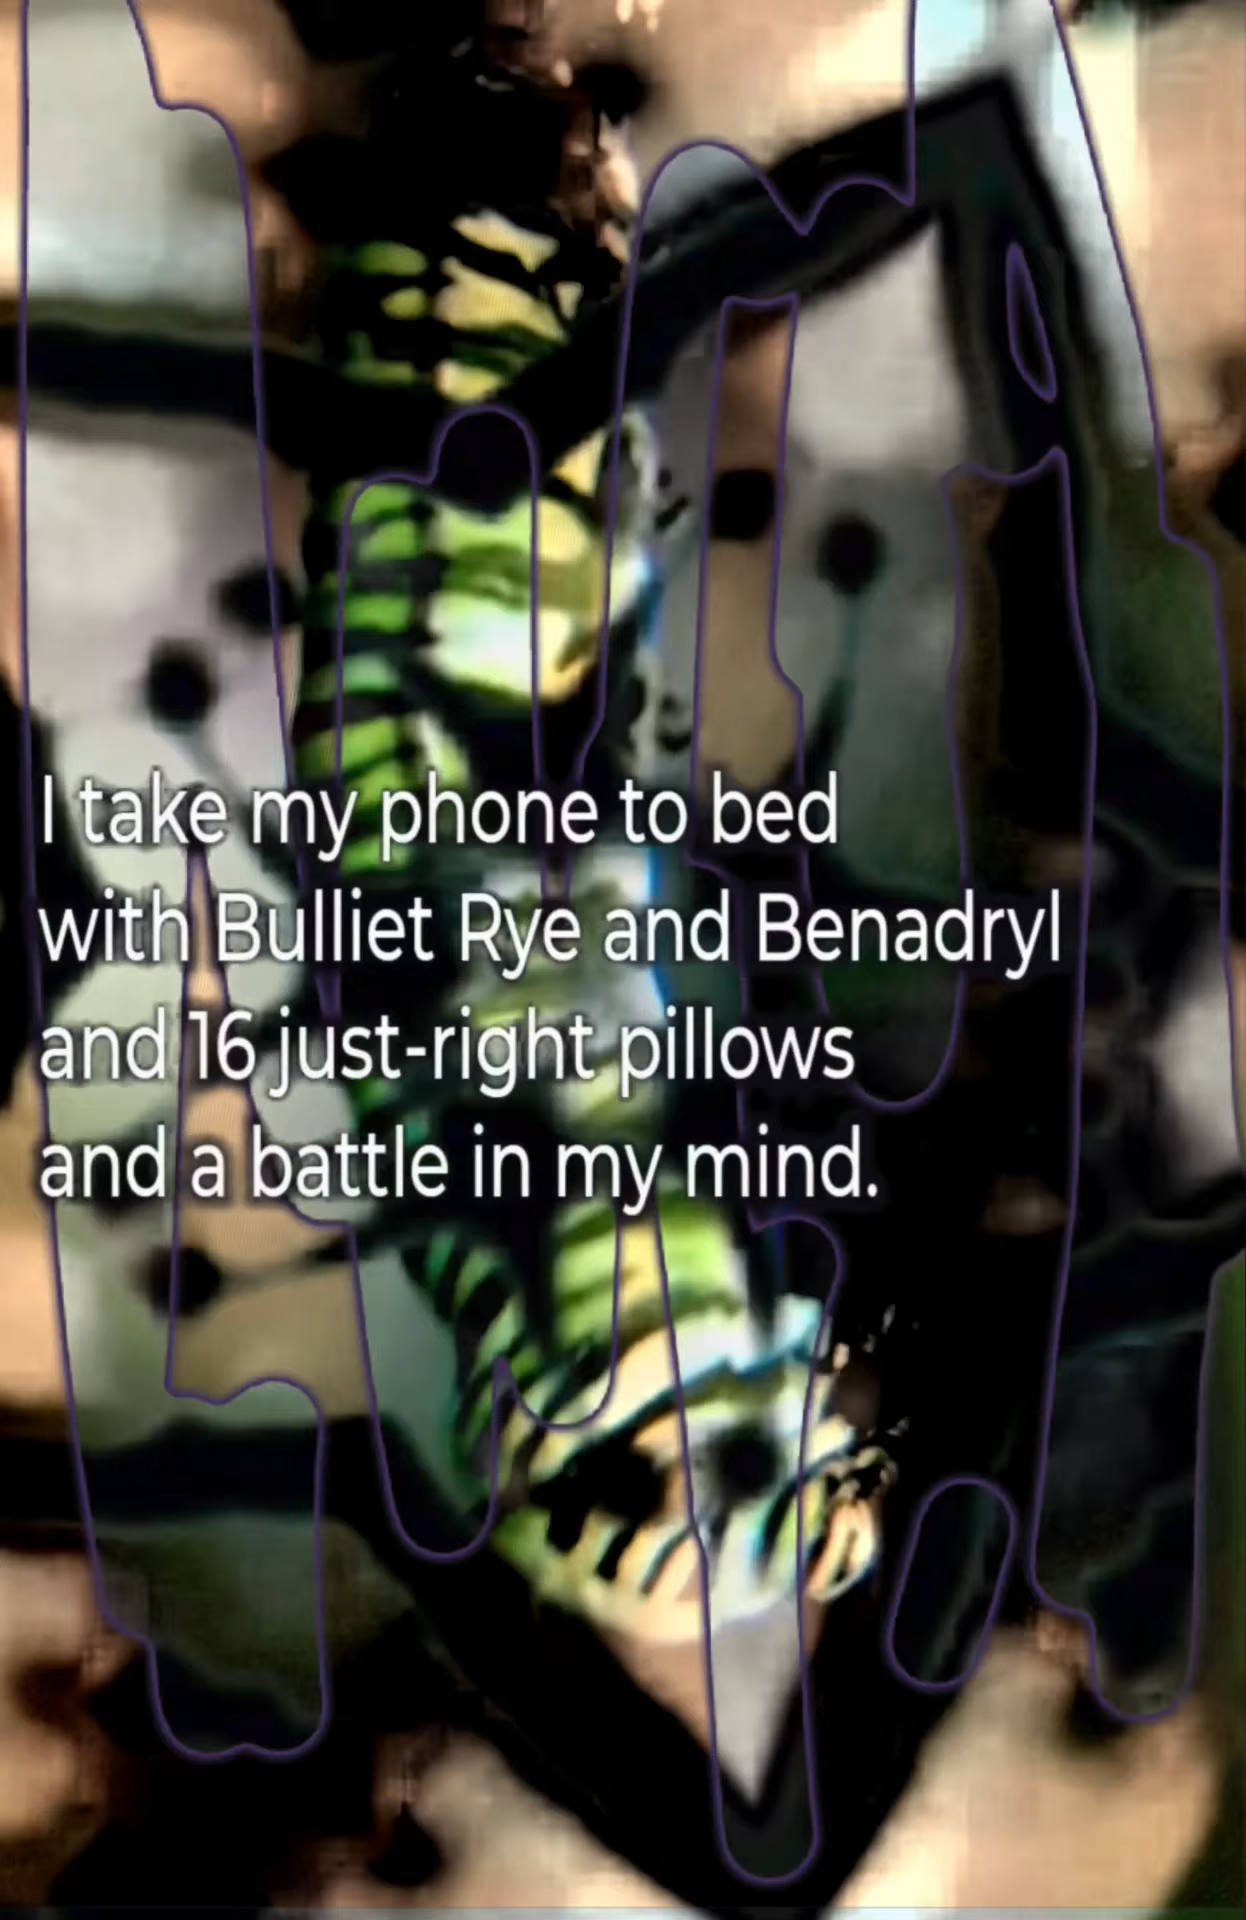 I take my phone to bed
with Bulliet Rye and Benadryl
and 16 just-right pillows
and a battle in my mind.